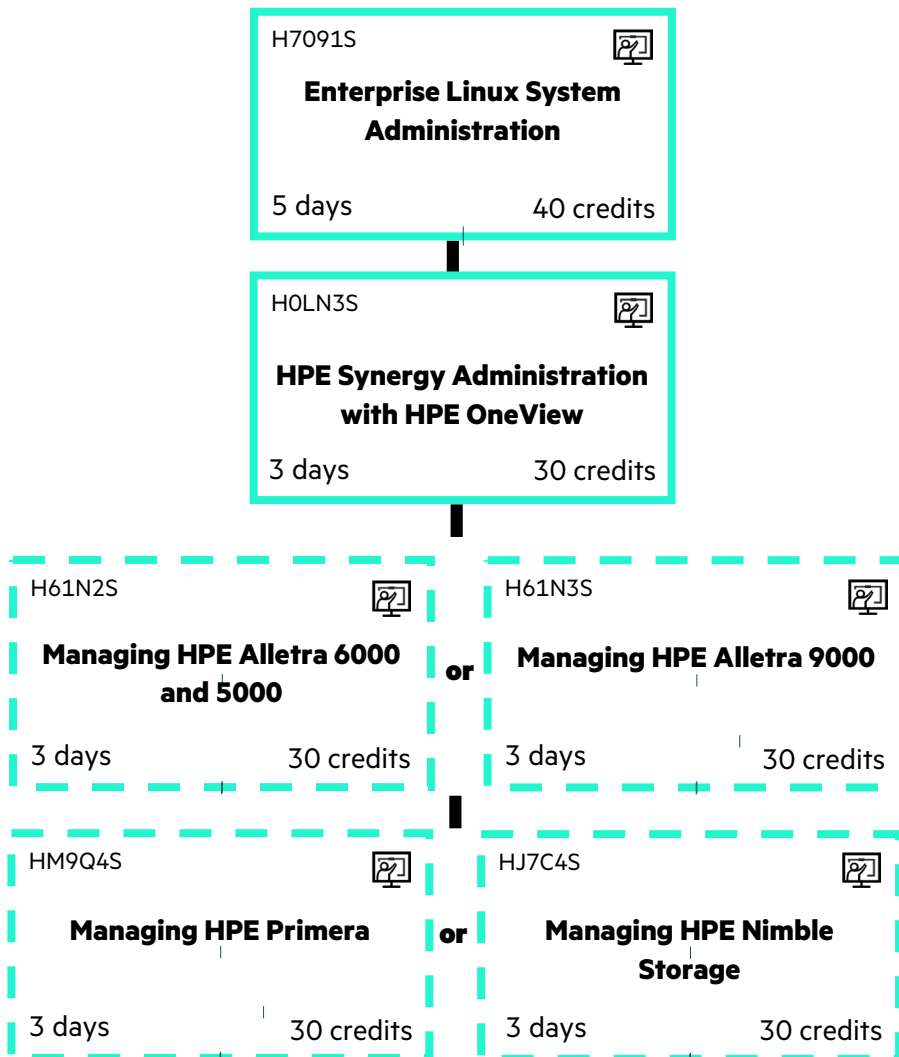 H7091S
Enterprise Linux System
Administration
5 days 40 credits
H0LN3S
HPE Synergy Administration
with HPE OneView
3 days 30 credits
H61N2S
Managing HPE Alletra 6000
and 5000
3 days 30 credits
or
H61N3S
Managing HPE Alletra 9000
3 days 30 credits
HM9Q4S
Managing HPE Primera
3 days 30 credits
or
HJ7C4S
Managing HPE Nimble
Storage
3 days 30 credits